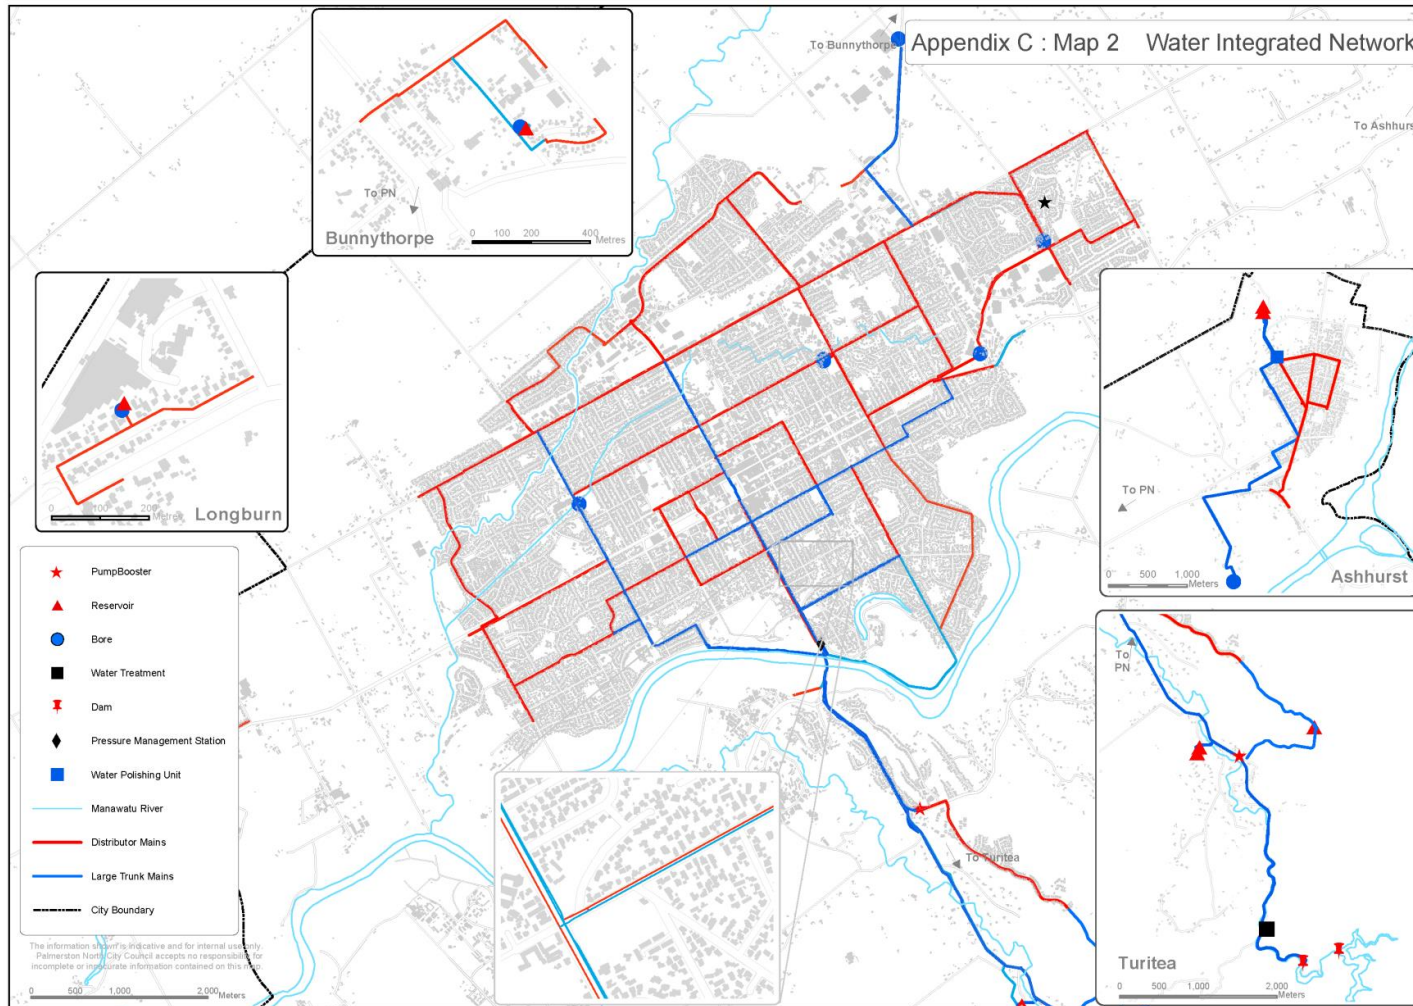 Appendix C : Map 2 Water Integrated Network
To Bunnythorpe
To Ashhurst
To PN
Bunnythorpe
0 200 400 Metres
Longburn
0 100 200 Metres
To PN
0 500 1,000 Meters
Ashhurst
PumpBooster
Reservoir
Bore
Water Treatment
Dam
Pressure Management Station
Water Polishing Unit
Manawatu River
Distributor Mains
Large Trunk Mains
City Boundary
The information shown is indicative and for internal use only.
Palmerston North City Council accepts no responsibility for
incomplete or inaccurate information contained on this map
0 500 1,000 2,000 Meters
To Turitea
To
PN
Turitea
0 500 1,000 2,000 Meters